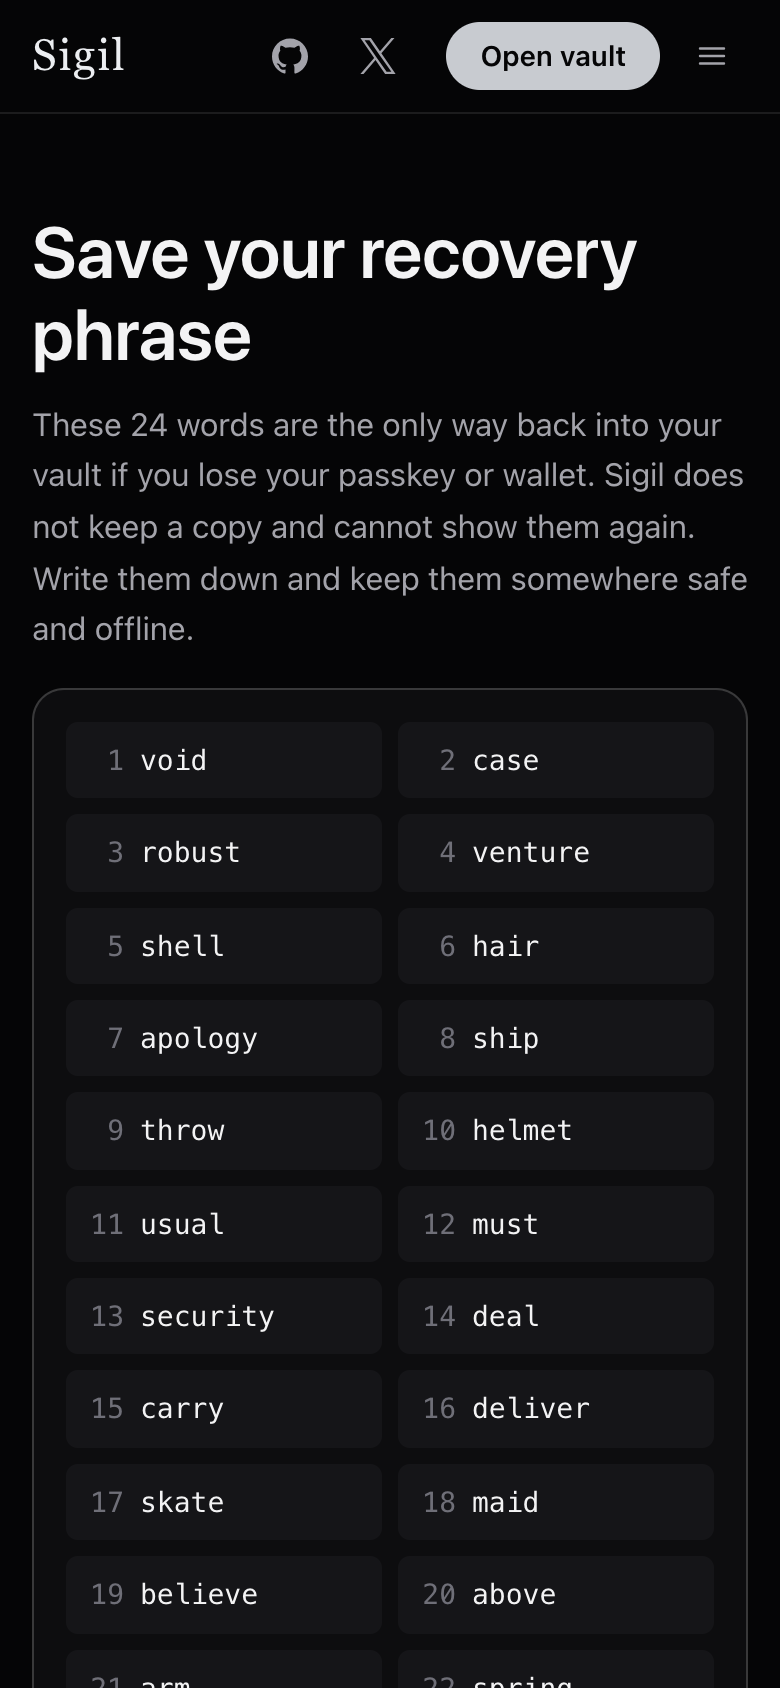 Sigil
Open vault
Save your recovery
phrase
These 24 words are the only way back into your
vault if you lose your passkey or wallet. Sigil does
not keep a copy and cannot show them again.
Write them down and keep them somewhere safe
and offline.
1 void 2 case
3 robust 4 venture
5 shell 6 hair
7 apology 8 ship
9 throw 10 helmet
11 usual 12 must
13 security 14 deal
15 carry 16 deliver
17 skate 18 maid
19 believe 20 above
21 arm 22 spring